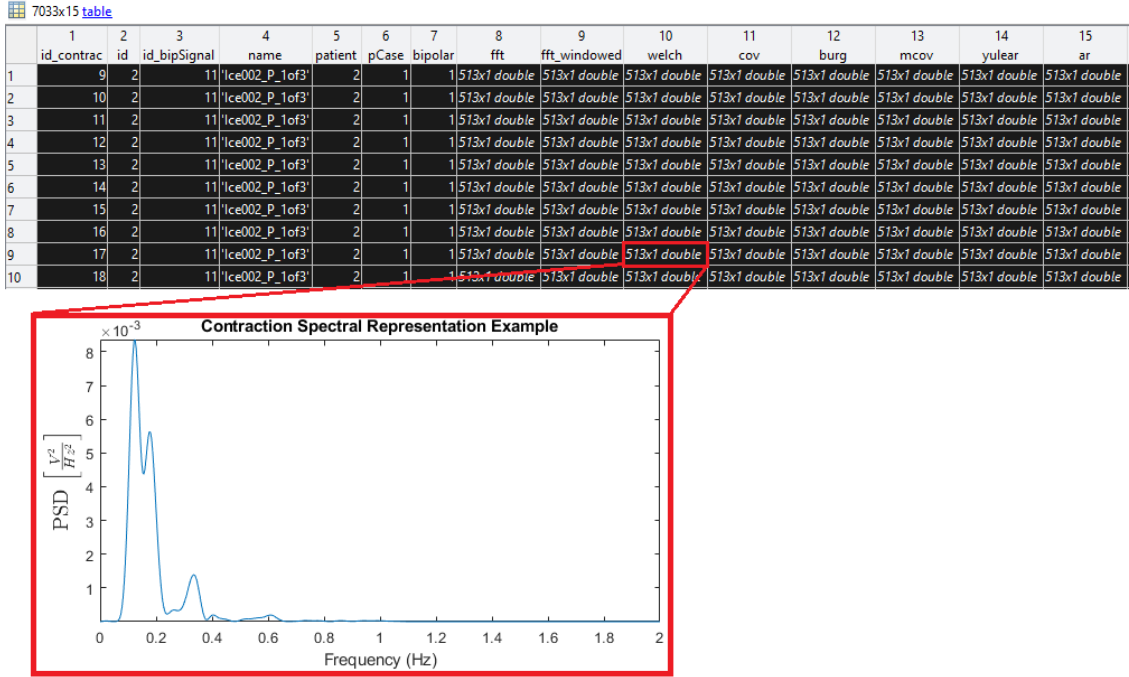 7033x15 table
1 2 3 4 5 6 7 8 9 10 11 12 13 14 15
id_contrac id id_bipSignal name patient pCase bipolar fft fft_windowed welch cov burg mcov yulear ar
1 9 2 11 'Ice002_P_1of3' 2 1 1 513x1 double 513x1 double 513x1 double 513x1 double 513x1 double 513x1 double 513x1 double 513x1 double
2 10 2 11 'Ice002_P_1of3' 2 1 1 513x1 double 513x1 double 513x1 double 513x1 double 513x1 double 513x1 double 513x1 double 513x1 double
3 11 2 11 'Ice002_P_1of3' 2 1 1 513x1 double 513x1 double 513x1 double 513x1 double 513x1 double 513x1 double 513x1 double 513x1 double
4 12 2 11 'Ice002_P_1of3' 2 1 1 513x1 double 513x1 double 513x1 double 513x1 double 513x1 double 513x1 double 513x1 double 513x1 double
5 13 2 11 'Ice002_P_1of3' 2 1 1 513x1 double 513x1 double 513x1 double 513x1 double 513x1 double 513x1 double 513x1 double 513x1 double
6 14 2 11 'Ice002_P_1of3' 2 1 1 513x1 double 513x1 double 513x1 double 513x1 double 513x1 double 513x1 double 513x1 double 513x1 double
7 15 2 11 'Ice002_P_1of3' 2 1 1 513x1 double 513x1 double 513x1 double 513x1 double 513x1 double 513x1 double 513x1 double 513x1 double
8 16 2 11 'Ice002_P_1of3' 2 1 1 513x1 double 513x1 double 513x1 double 513x1 double 513x1 double 513x1 double 513x1 double 513x1 double
9 17 2 11 'Ice002_P_1of3' 2 1 1 513x1 double 513x1 double 513x1 double 513x1 double 513x1 double 513x1 double 513x1 double 513x1 double
10 18 2 11 'Ice002_P_1of3' 2 1 1 513x1 double 513x1 double 513x1 double 513x1 double 513x1 double 513x1 double 513x1 double 513x1 double
×10⁻³ Contraction Spectral Representation Example
8
7
6
5
4
3
2
1
PSD [V²/Hz²]
0 0.2 0.4 0.6 0.8 1 1.2 1.4 1.6 1.8 2
Frequency (Hz)